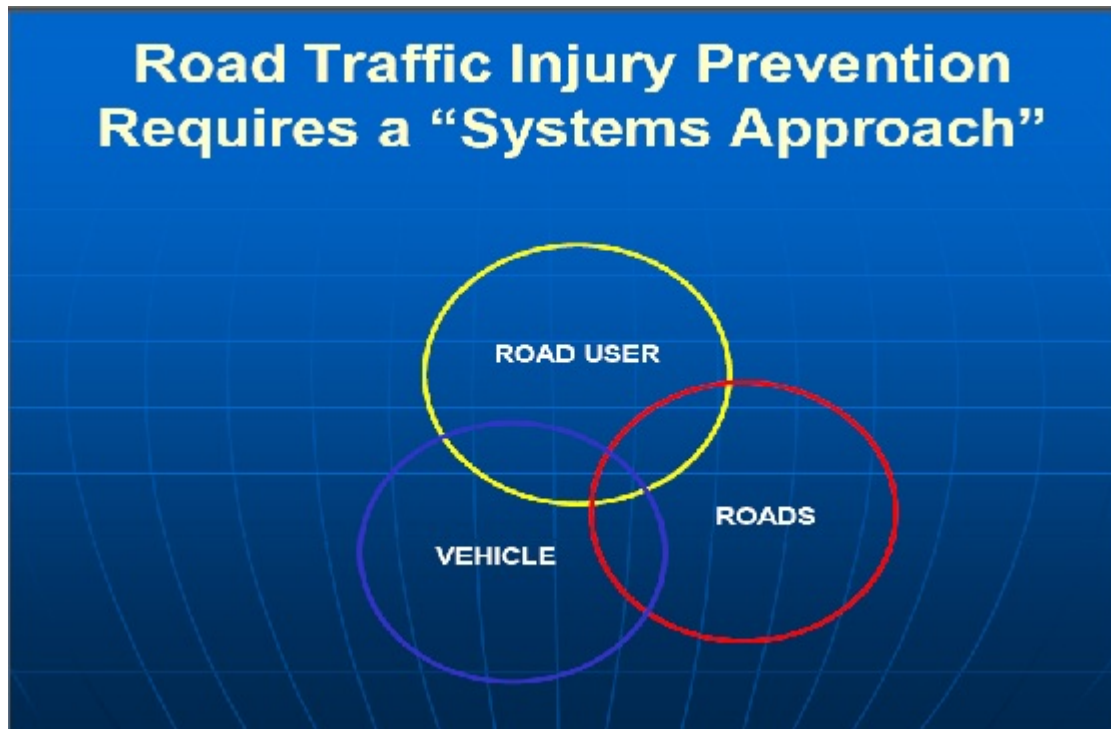 Road Traffic Injury Prevention
Requires a “Systems Approach”
ROAD USER
ROADS
VEHICLE